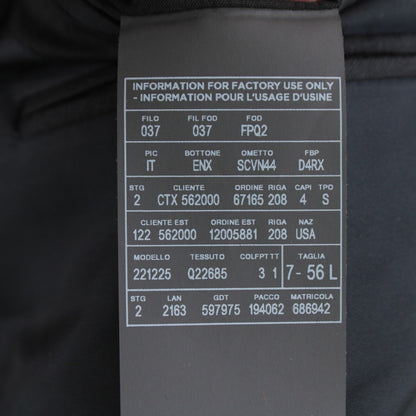 INFORMATION FOR FACTORY USE ONLY
- INFORMATION POUR L'USAGE D'USINE
FILO FIL FOD FOD
037 037 FPQ2
PIC BOTTONE OMETTO FBP
IT ENX SCVN44 D4RX
STG CLIENTE ORDINE RIGA CAPI TPO
2 CTX 562000 67165 208 4 S
CLIENTE EST ORDINE EST RIGA NAZ
122 562000 12005881 208 USA
MODELLO TESSUTO COLFPTTT TAGLIA
221225 Q22685 3 1 7- 56 L
STG LAN GDT PACCO MATRICOLA
2 2163 597975 194062 686942